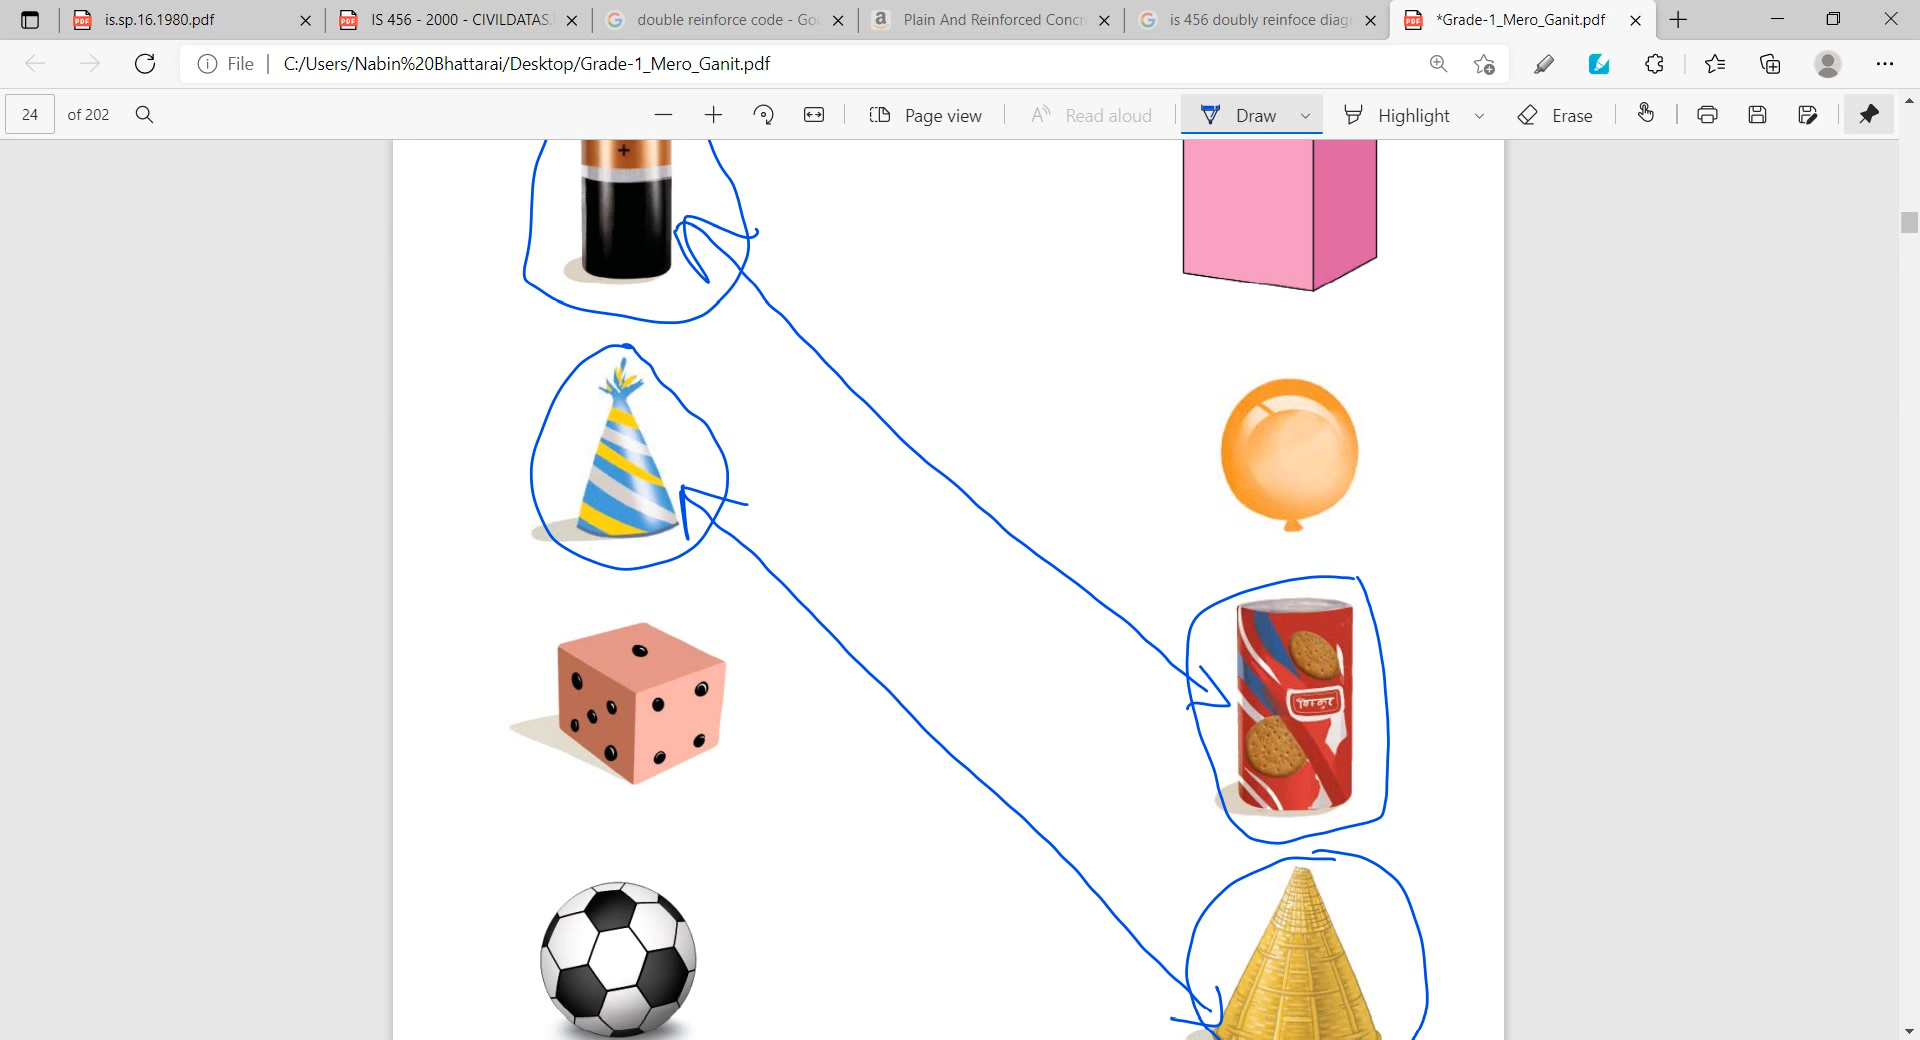 is.sp.16.1980.pdf
IS 456 - 2000 - CIVILDATAS.
double reinforce code - Goo
Plain And Reinforced Concr
is 456 doubly reinfoce diagr
*Grade-1_Mero_Ganit.pdf
File
C:/Users/Nabin%20Bhattarai/Desktop/Grade-1_Mero_Ganit.pdf
24 of 202
Page view
Read aloud
Draw
Highlight
Erase
+
बिस्कुट